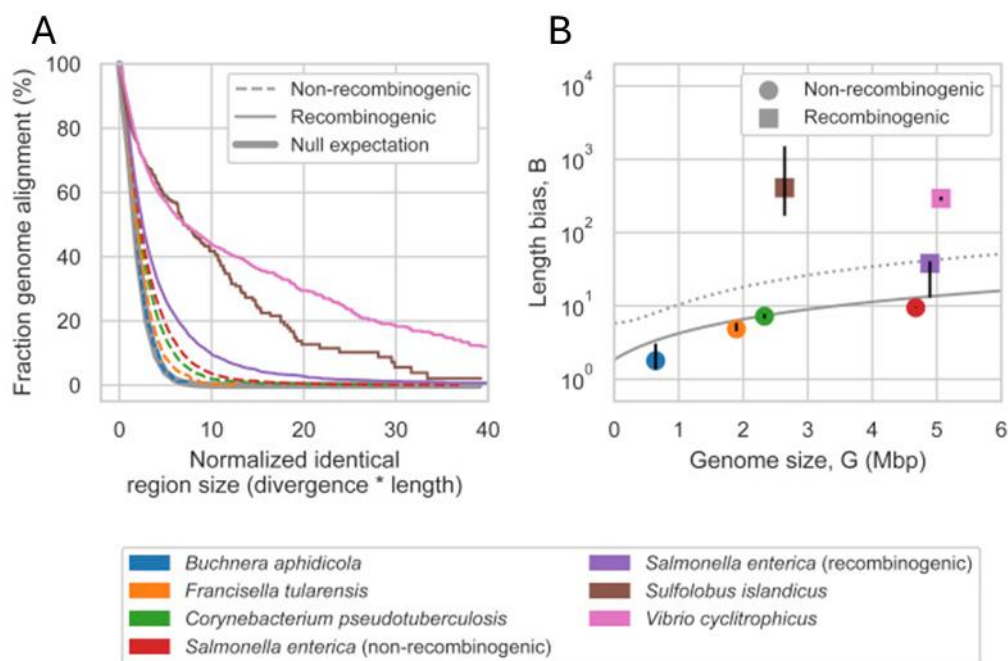 A
B
Fraction genome alignment (%)
100
80
60
40
20
0
Non-recombinogenic
Recombinogenic
Null expectation
0
10
20
30
40
Normalized identical
region size (divergence * length)
Length bias, B
10⁴
10³
10²
10¹
10⁰
Non-recombinogenic
Recombinogenic
0
1
2
3
4
5
6
Genome size, G (Mbp)
Buchnera aphidicola
Francisella tularensis
Corynebacterium pseudotuberculosis
Salmonella enterica (non-recombinogenic)
Salmonella enterica (recombinogenic)
Sulfolobus islandicus
Vibrio cyclitrophicus